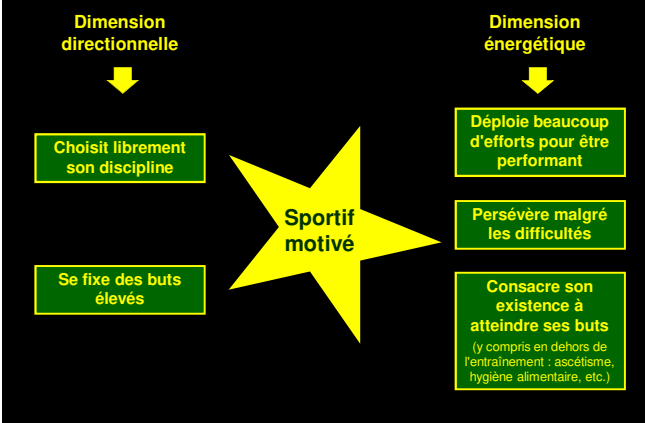 Dimension
directionnelle
Choisit librement
son discipline
Se fixe des buts
élevés
Sportif
motivé
Dimension
énergétique
Déploie beaucoup
d'efforts pour être
performant
Persévère malgré
les difficultés
Consacre son
existence à
atteindre ses buts
(y compris en dehors de
l'entraînement : ascétisme,
hygiène alimentaire, etc.)